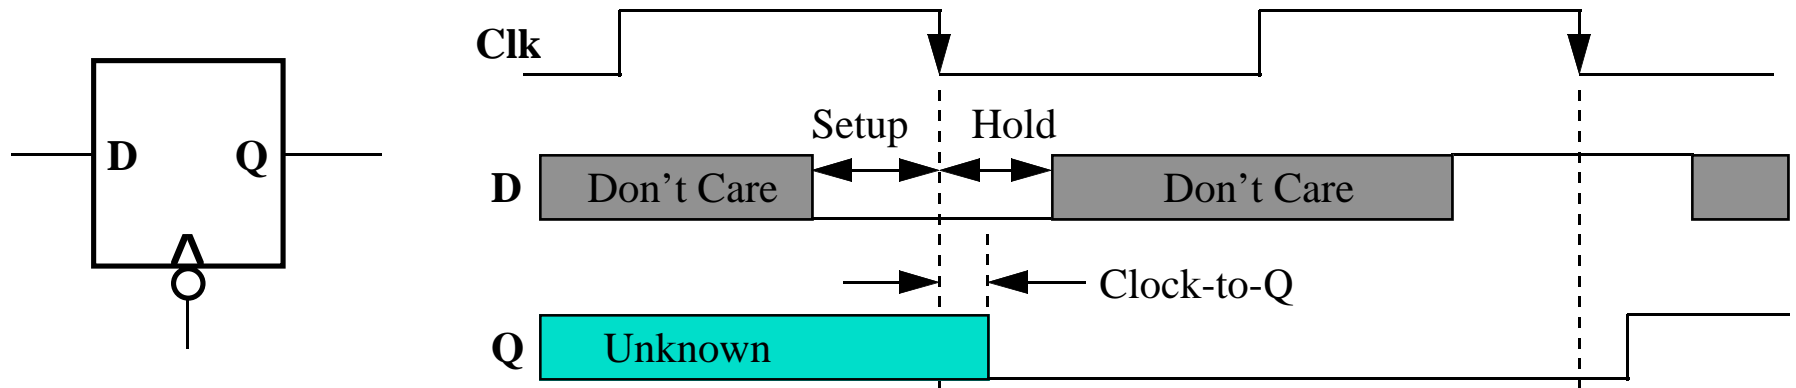 Clk
Setup Hold
D Q
D Don’t Care Don’t Care
Clock-to-Q
Q Unknown